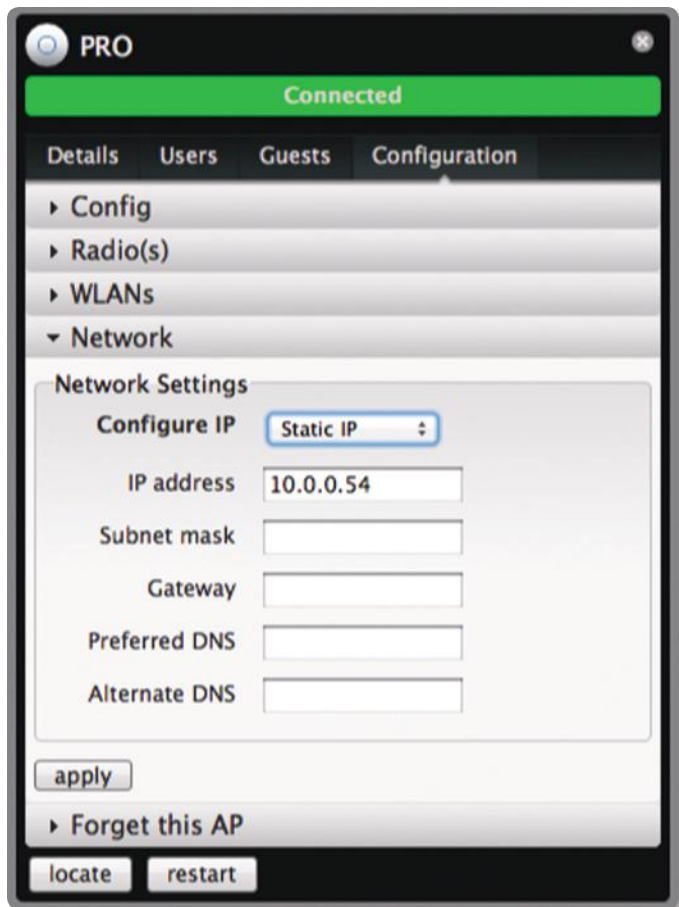 PRO
Connected
Details Users Guests Configuration
Config
Radio(s)
WLANs
Network
Network Settings
Configure IP Static IP
IP address 10.0.0.54
Subnet mask
Gateway
Preferred DNS
Alternate DNS
apply
Forget this AP
locate restart